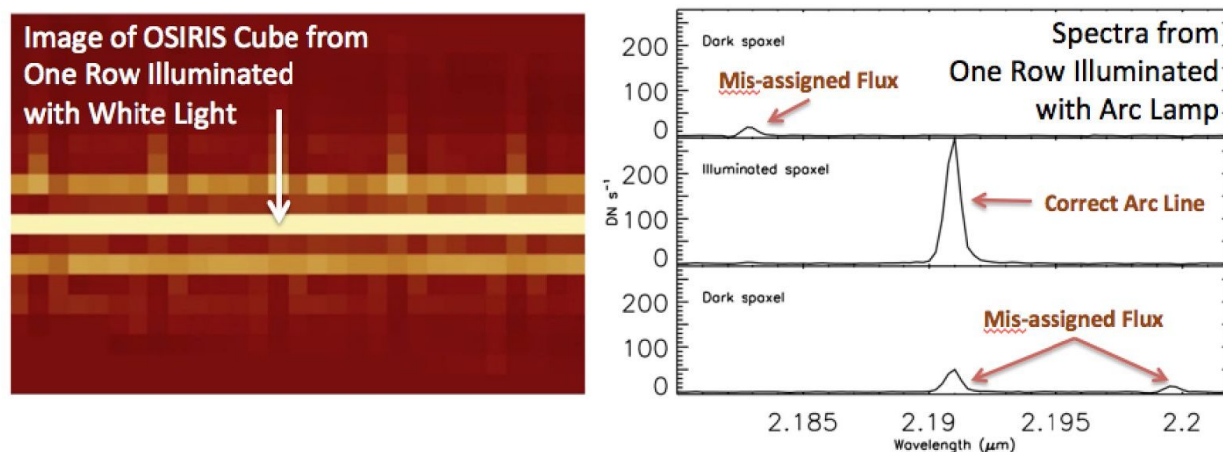 Image of OSIRIS Cube from
One Row Illuminated
with White Light
Spectra from
One Row Illuminated
with Arc Lamp
200
100
0
Dark spaxel
Mis-assigned Flux
200
100
0
Illuminated spaxel
Correct Arc Line
DN s⁻¹
200
100
0
Dark spaxel
Mis-assigned Flux
2.185
2.19
2.195
2.2
Wavelength (μm)